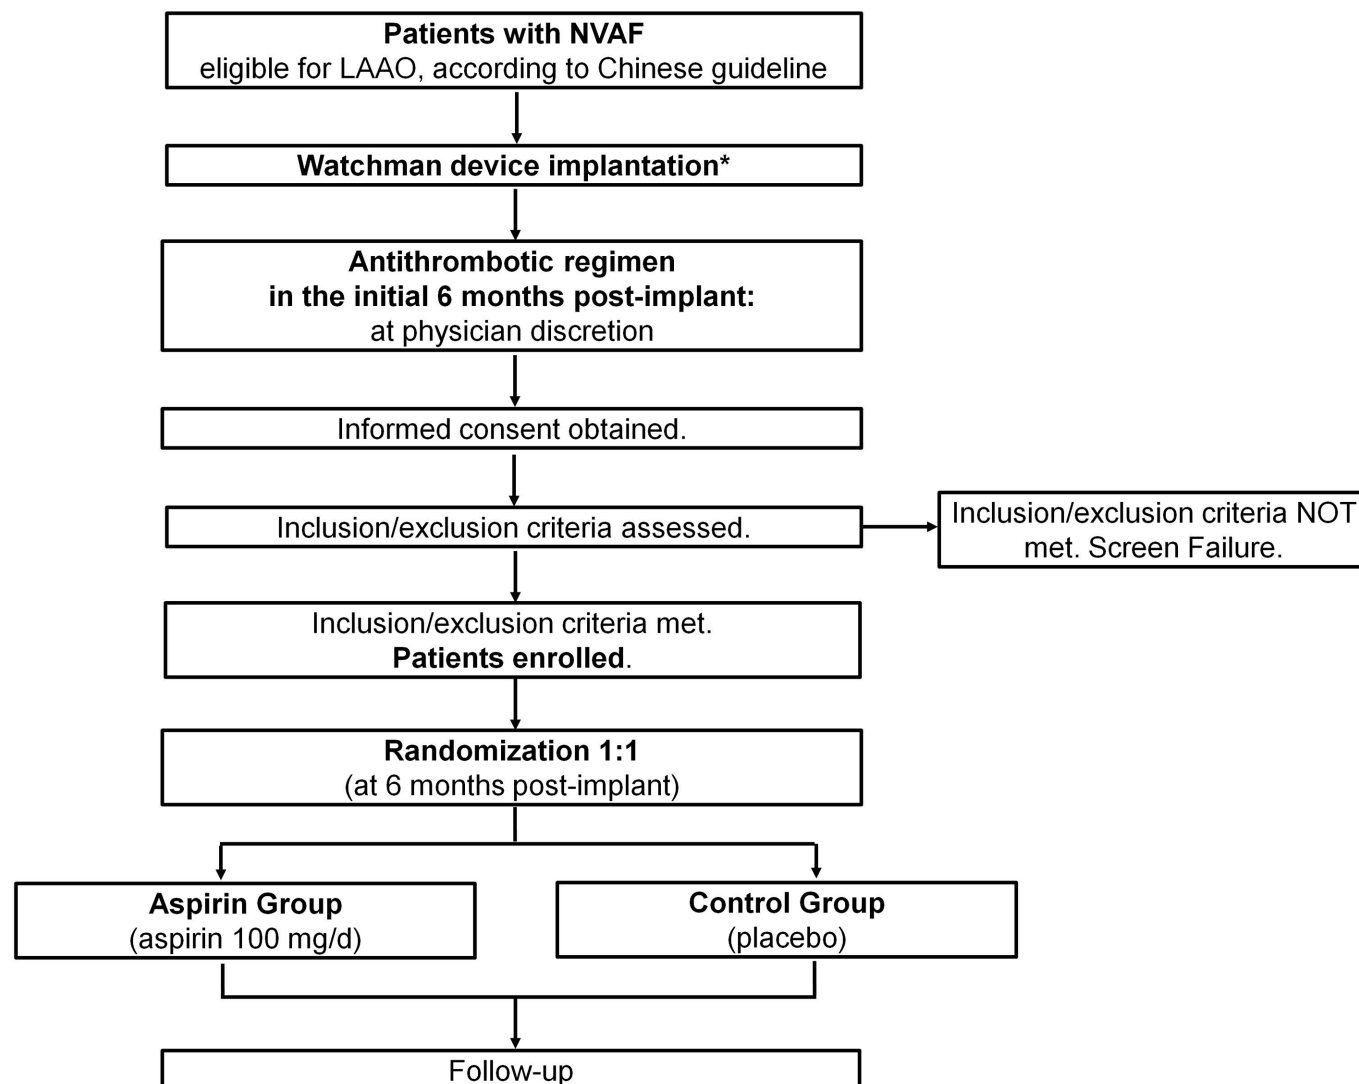 Patients with NVAF
eligible for LAAO, according to Chinese guideline
Watchman device implantation*
Antithrombotic regimen
in the initial 6 months post-implant:
at physician discretion
Informed consent obtained.
Inclusion/exclusion criteria assessed.
Inclusion/exclusion criteria NOT
met. Screen Failure.
Inclusion/exclusion criteria met.
Patients enrolled.
Randomization 1:1
(at 6 months post-implant)
Aspirin Group
(aspirin 100 mg/d)
Control Group
(placebo)
Follow-up